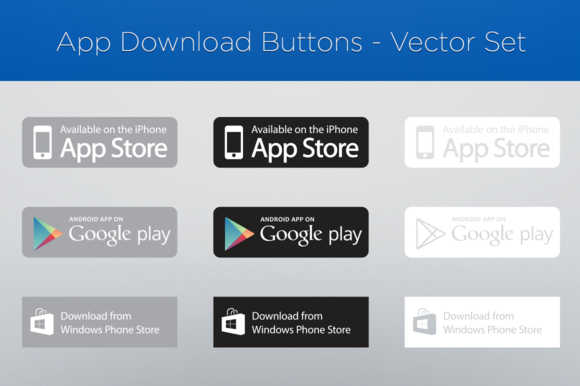 App Download Buttons - Vector Set
Available on the iPhone
App Store
Available on the iPhone
App Store
Available on the iPhone
App Store
ANDROID APP ON
Google play
ANDROID APP ON
Google play
ANDROID APP ON
Google play
Download from
Windows Phone Store
Download from
Windows Phone Store
Download from
Windows Phone Store